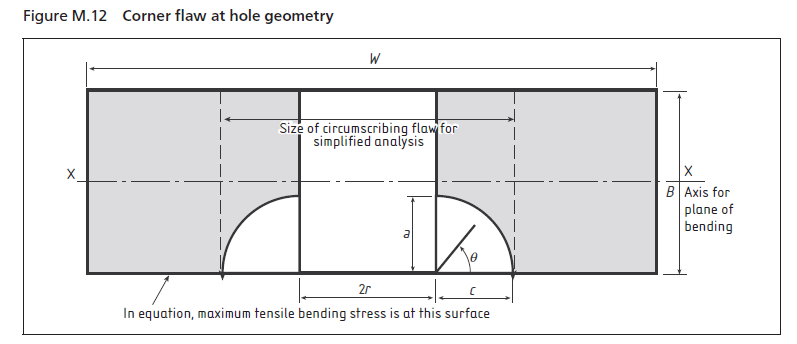 Figure M.12 Corner flaw at hole geometry
W
Size of circumscribing flaw for
simplified analysis
X
X
B Axis for
plane of
bending
a
θ
2r
c
In equation, maximum tensile bending stress is at this surface